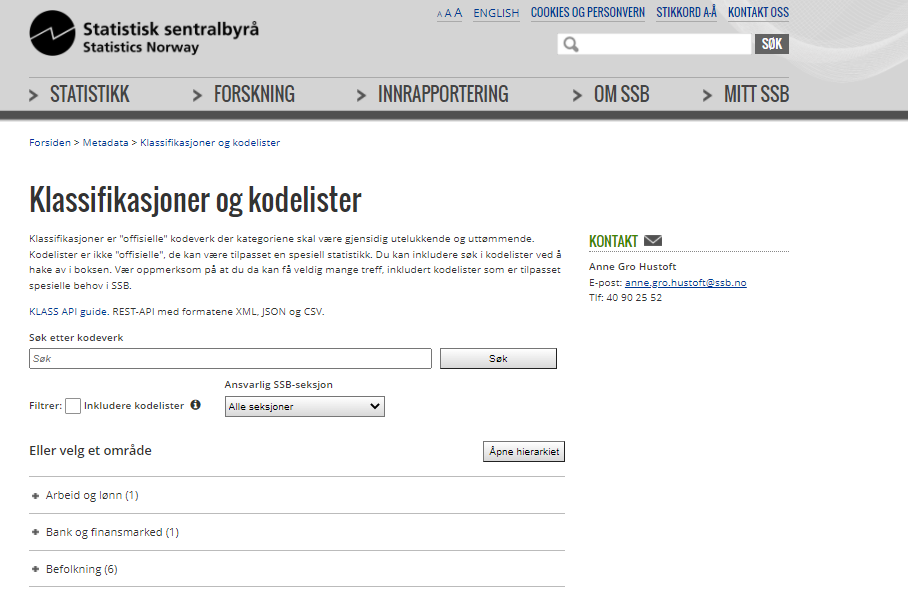 Statistisk sentralbyrå
Statistics Norway
A A A ENGLISH COOKIES OG PERSONVERN STIKKORD A-Å KONTAKT OSS
SØK
> STATISTIKK > FORSKNING > INNRAPPORTERING > OM SSB > MITT SSB
Forsiden > Metadata > Klassifikasjoner og kodelister
Klassifikasjoner og kodelister
Klassifikasjoner er "offisielle" kodeverk der kategoriene skal være gjensidig utelukkende og uttømmende.
Kodelister er ikke "offisielle", de kan være tilpasset en spesiell statistikk. Du kan inkludere søk i kodelister ved å
hake av i boksen. Vær oppmerksom på at du da kan få veldig mange treff, inkludert kodelister som er tilpasset
spesielle behov i SSB.
KLASS API guide. REST-API med formatene XML, JSON og CSV.
Søk etter kodeverk
Søk Søk
Ansvarlig SSB-seksjon
Filtrer: Inkludere kodelister Alle seksjoner
Eller velg et område Åpne hierarkiet
Arbeid og lønn (1)
Bank og finansmarked (1)
Befolkning (6)
KONTAKT
Anne Gro Hustoft
E-post: anne.gro.hustoft@ssb.no
Tlf: 40 90 25 52